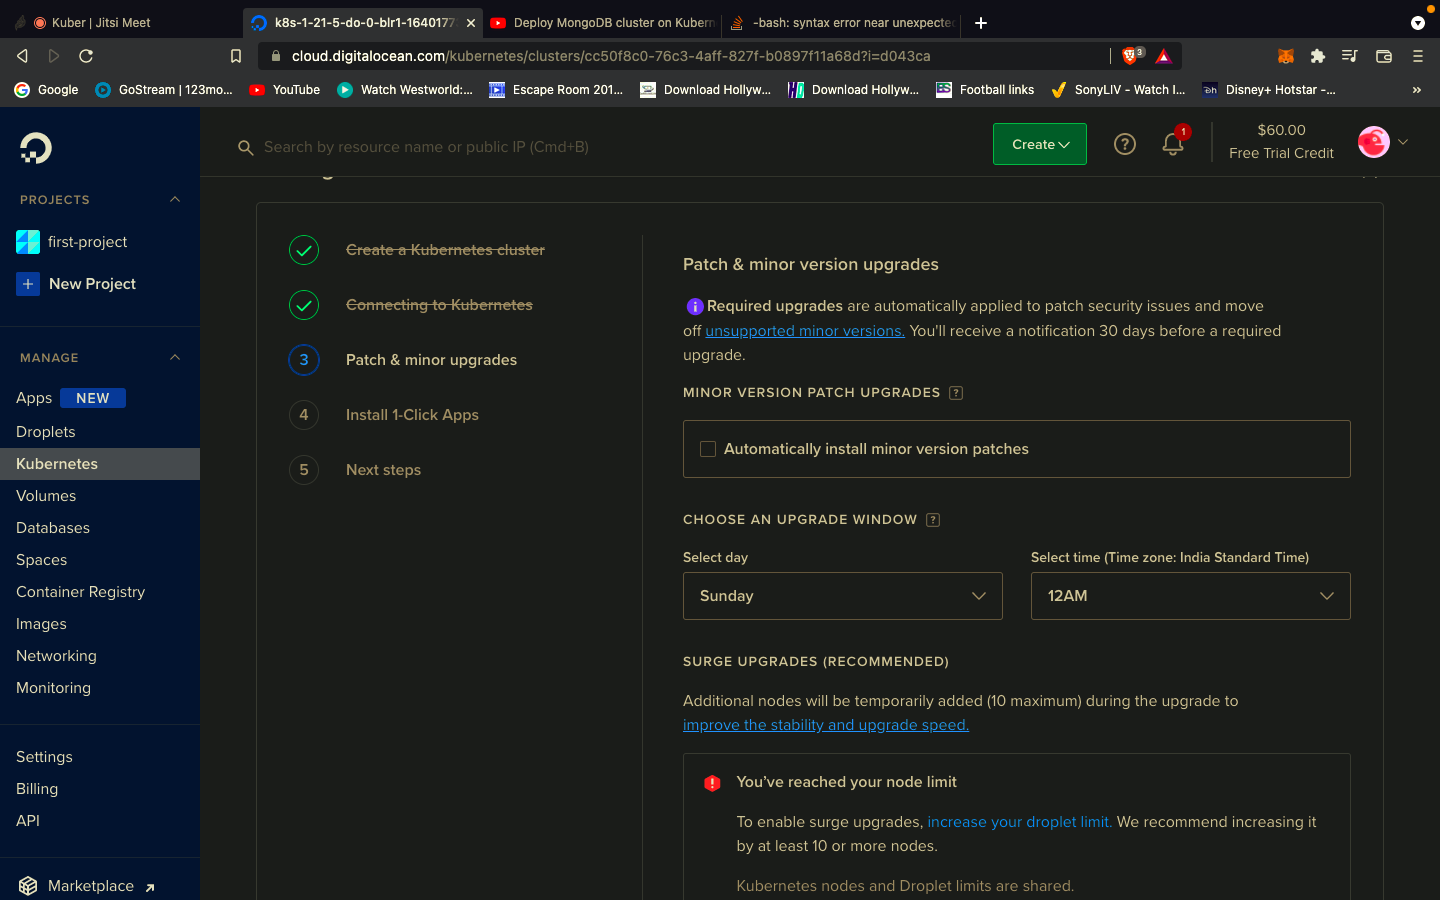 Kuber | Jitsi Meet
k8s-1-21-5-do-0-blr1-1640177
Deploy MongoDB cluster on Kubern
-bash: syntax error near unexpecte
cloud.digitalocean.com/kubernetes/clusters/cc50f8c0-76c3-4aff-827f-b0897f11a68d?i=d043ca
3
Google
GoStream | 123mo...
YouTube
Watch Westworld:...
Escape Room 201...
Download Hollyw...
Download Hollyw...
Football links
SonyLIV - Watch I...
Disney+ Hotstar -...
»
Search by resource name or public IP (Cmd+B)
Create
?
1
$60.00
Free Trial Credit
PROJECTS
first-project
+ New Project
MANAGE
Apps NEW
Droplets
Kubernetes
Volumes
Databases
Spaces
Container Registry
Images
Networking
Monitoring
Settings
Billing
API
Marketplace
Create a Kubernetes cluster
Connecting to Kubernetes
3 Patch & minor upgrades
4 Install 1-Click Apps
5 Next steps
Patch & minor version upgrades
i Required upgrades are automatically applied to patch security issues and move
off unsupported minor versions. You'll receive a notification 30 days before a required
upgrade.
MINOR VERSION PATCH UPGRADES ?
Automatically install minor version patches
CHOOSE AN UPGRADE WINDOW ?
Select day
Sunday
Select time (Time zone: India Standard Time)
12AM
SURGE UPGRADES (RECOMMENDED)
Additional nodes will be temporarily added (10 maximum) during the upgrade to
improve the stability and upgrade speed.
! You’ve reached your node limit
To enable surge upgrades, increase your droplet limit. We recommend increasing it
by at least 10 or more nodes.
Kubernetes nodes and Droplet limits are shared.